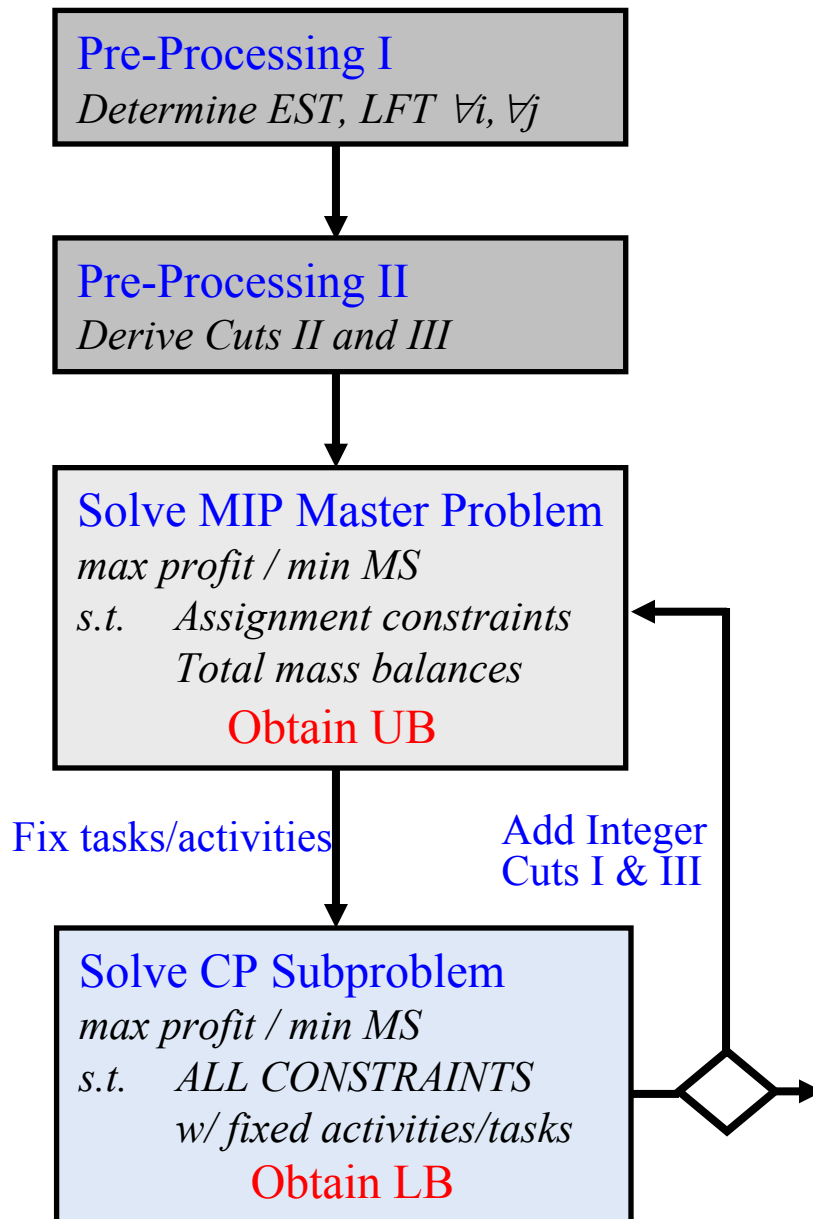 Pre-Processing I
Determine EST, LFT ∀i, ∀j
Pre-Processing II
Derive Cuts II and III
Solve MIP Master Problem
max profit / min MS
s.t. Assignment constraints
Total mass balances
Obtain UB
Fix tasks/activities
Add Integer
Cuts I & III
Solve CP Subproblem
max profit / min MS
s.t. ALL CONSTRAINTS
w/ fixed activities/tasks
Obtain LB